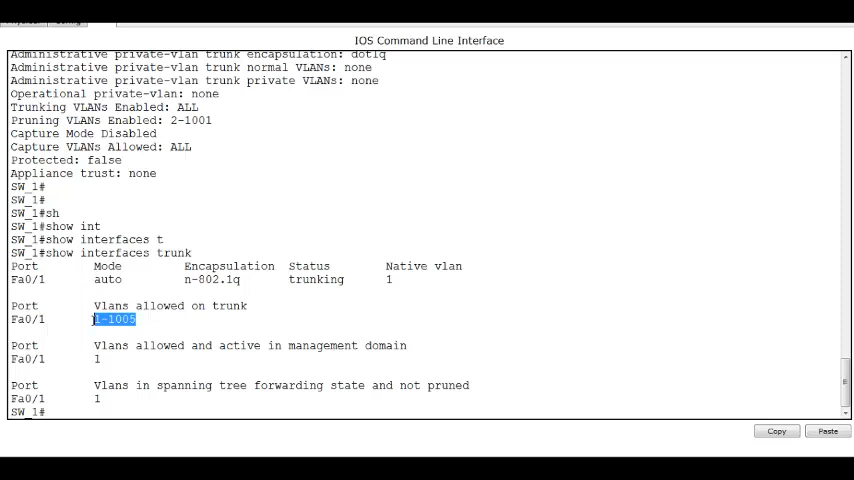 Config
IOS Command Line Interface
Administrative private-vlan trunk encapsulation: dot1q
Administrative private-vlan trunk normal VLANs: none
Administrative private-vlan trunk private VLANs: none
Operational private-vlan: none
Trunking VLANs Enabled: ALL
Pruning VLANs Enabled: 2-1001
Capture Mode Disabled
Capture VLANs Allowed: ALL
Protected: false
Appliance trust: none
SW_1#
SW_1#
SW_1#sh
SW_1#show int
SW_1#show interfaces t
SW_1#show interfaces trunk
Port Mode Encapsulation Status Native vlan
Fa0/1 auto n-802.1q trunking 1
Port Vlans allowed on trunk
Fa0/1 1-1005
Port Vlans allowed and active in management domain
Fa0/1 1
Port Vlans in spanning tree forwarding state and not pruned
Fa0/1 1
SW_1#
Copy Paste